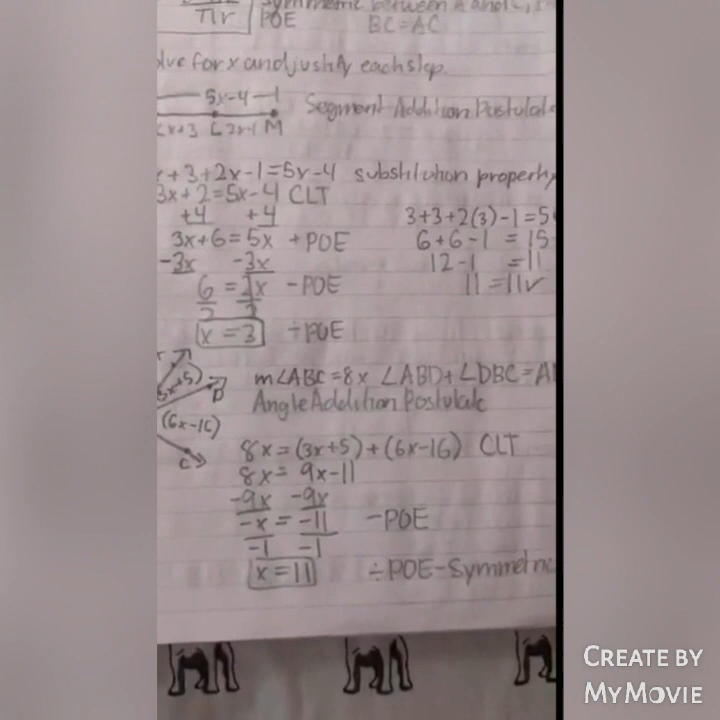 πr POE BC=AC
lve for x and justify each step.
5x-4 Segment Addition Postulat
x+3 L 2x-1 M
+3+2x-1=5x-4 substitution property
3x+2=5x-4 CLT
+4 +4 3+3+2(3)-1=5
3x+6=5x +POE 6+6-1 =15
-3x -3x 12-1 =11
6 = 2x -POE 11=11✓
2 2
x=3 ÷POE
m∠ABC=8x ∠ABD+∠DBC=A
x+5) D Angle Addition Postulate
(6x-16)
C 8x=(3x+5)+(6x-16) CLT
8x= 9x-11
-9x -9x
-x = -11 -POE
-1 -1
x=11 ÷POE-Symmetric
CREATE BY
MYMOVIE